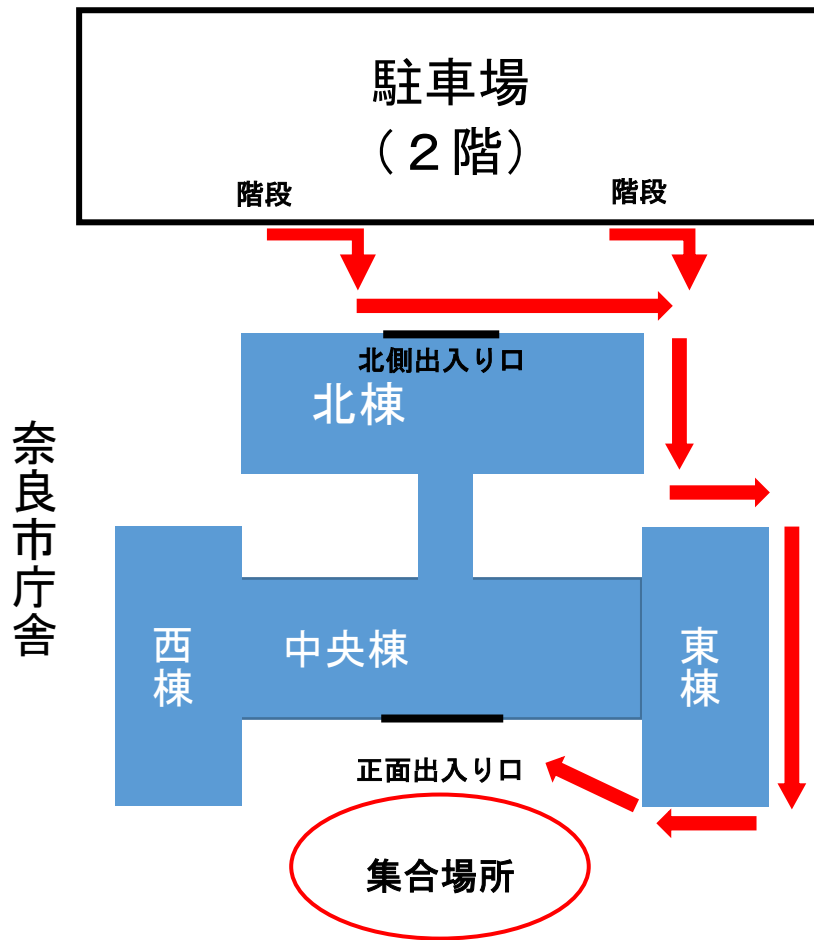 駐車場
（２階）
階段
階段
北側出入り口
北棟
奈良市庁舎
西棟
中央棟
東棟
正面出入り口
集合場所